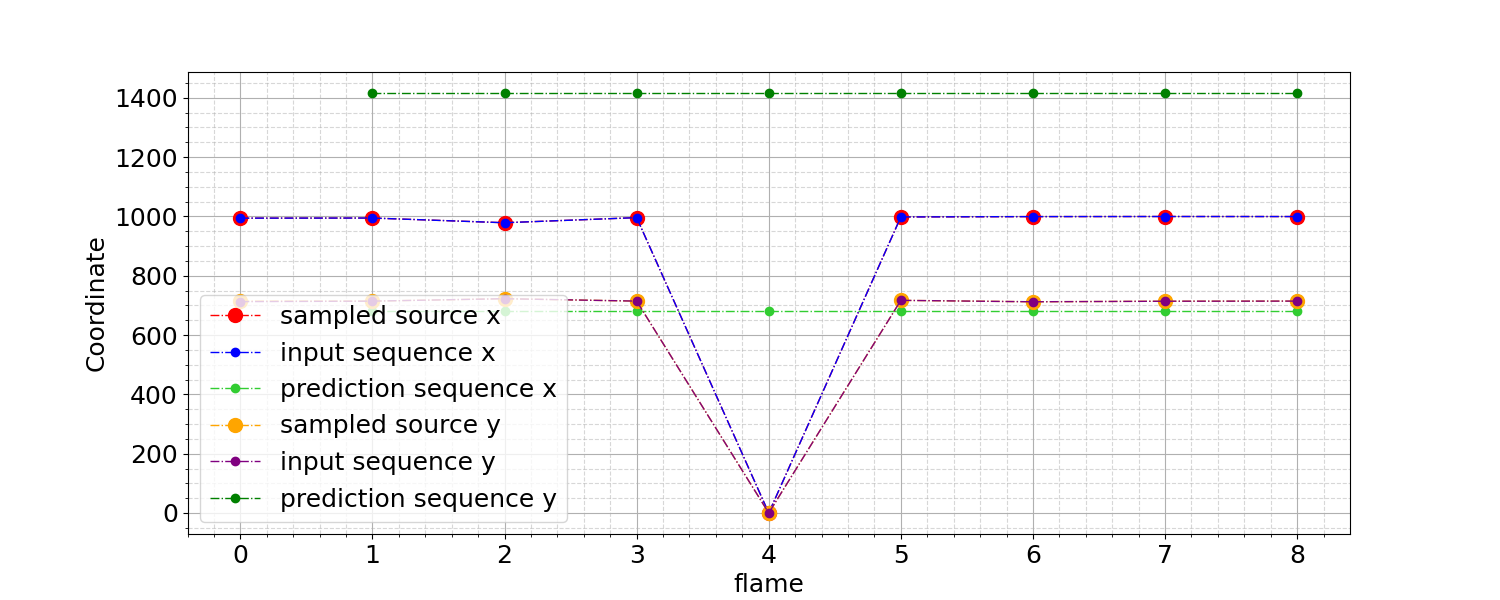 1400
1200
1000
800
600
400
200
0
Coordinate
sampled source x
input sequence x
prediction sequence x
sampled source y
input sequence y
prediction sequence y
0 1 2 3 4 5 6 7 8
flame